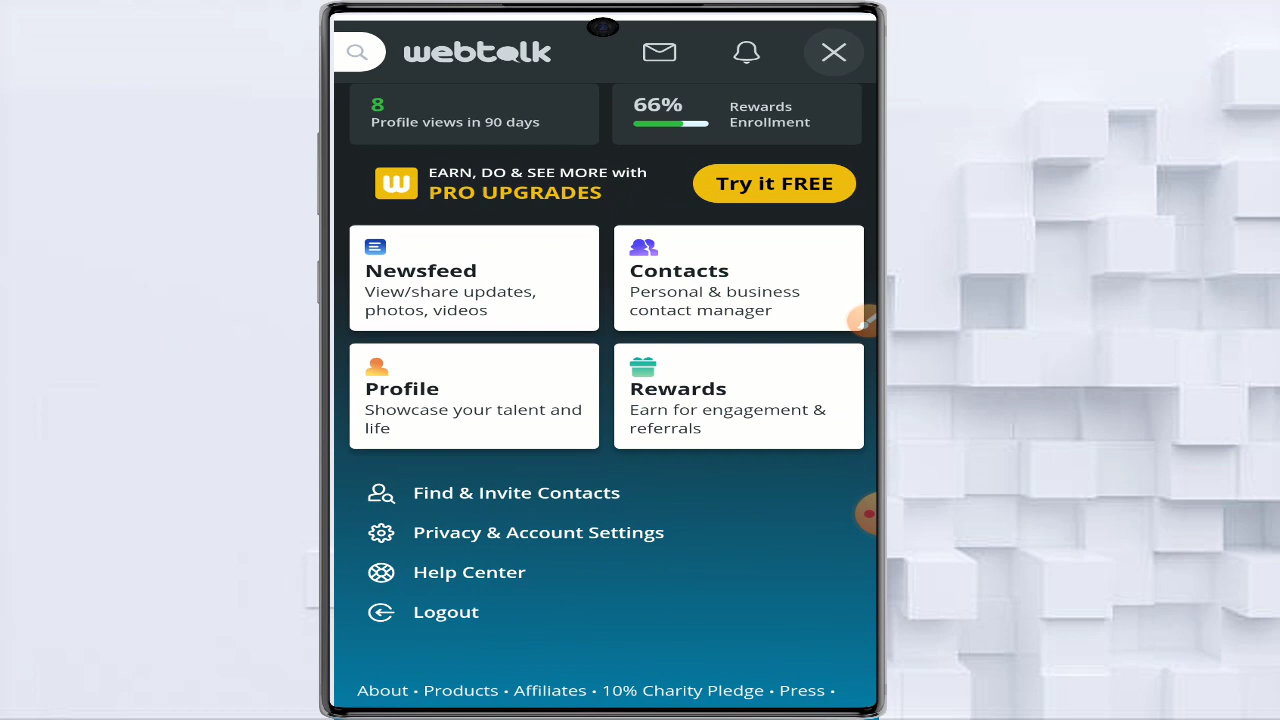 webtalk
8
Profile views in 90 days
66%
Rewards
Enrollment
W
EARN, DO & SEE MORE with
PRO UPGRADES
Try it FREE
Newsfeed
View/share updates,
photos, videos
Contacts
Personal & business
contact manager
Profile
Showcase your talent and
life
Rewards
Earn for engagement &
referrals
Find & Invite Contacts
Privacy & Account Settings
Help Center
Logout
About • Products • Affiliates • 10% Charity Pledge • Press •